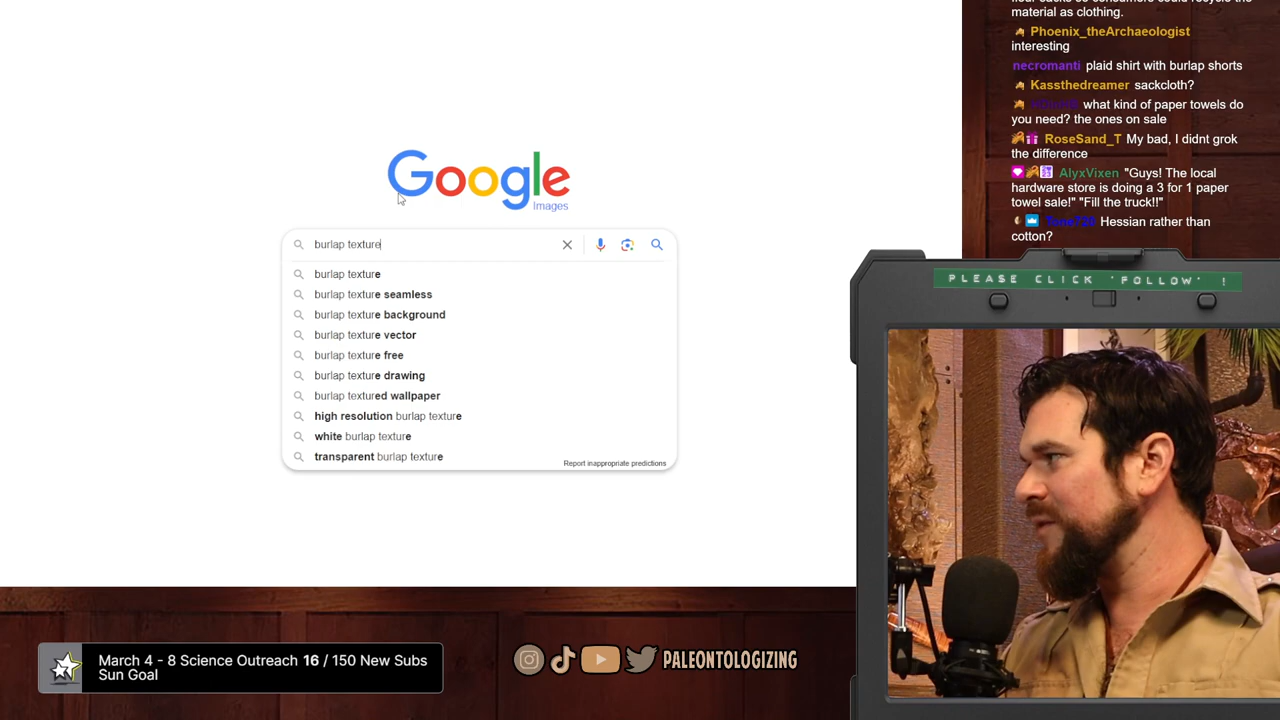 flour sacks so consumers could recycle the
material as clothing.
Phoenix_theArchaeologist
interesting
necromanti plaid shirt with burlap shorts
Kassthedreamer sackcloth?
what kind of paper towels do
you need? the ones on sale
RoseSand_T My bad, I didnt grok
the difference
AlyxVixen "Guys! The local
hardware store is doing a 3 for 1 paper
towel sale!" "Fill the truck!!"
Hessian rather than
cotton?
Google
Images
burlap texture
burlap texture
burlap texture seamless
burlap texture background
burlap texture vector
burlap texture free
burlap texture drawing
burlap textured wallpaper
high resolution burlap texture
white burlap texture
transparent burlap texture
Report inappropriate predictions
PLEASE CLICK 'FOLLOW' !
March 4 - 8 Science Outreach 16 / 150 New Subs
Sun Goal
PALEONTOLOGIZING